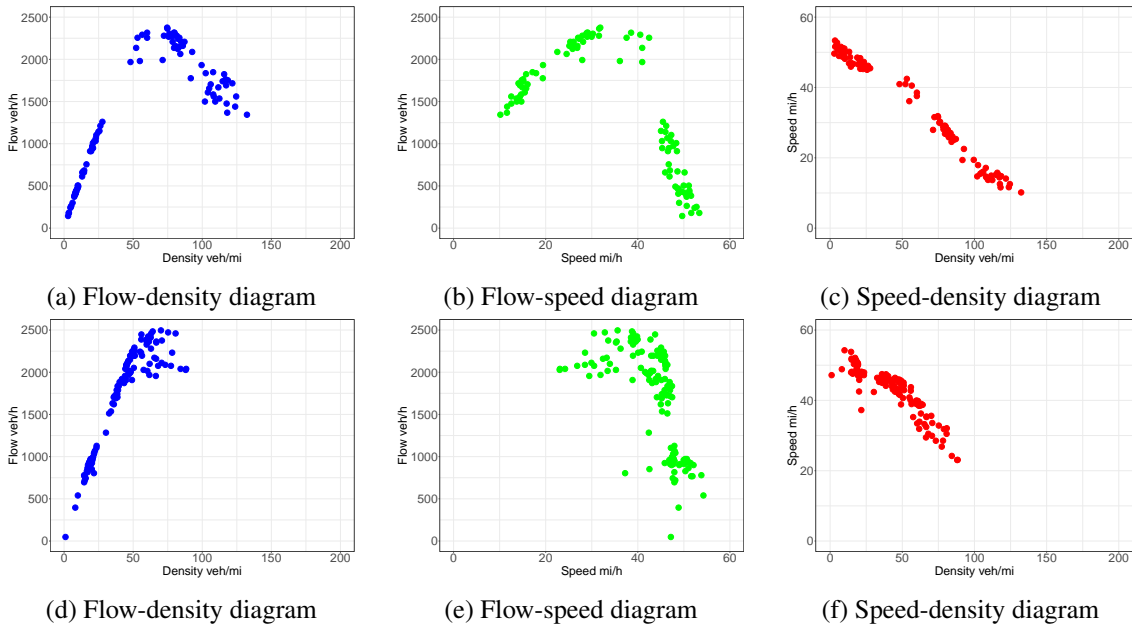 2500
2000
1500
1000
500
0
Flow veh/h
0 50 100 150 200
Density veh/mi
(a) Flow-density diagram
2500
2000
1500
1000
500
0
Flow veh/h
0 20 40 60
Speed mi/h
(b) Flow-speed diagram
60
40
20
0
Speed mi/h
0 50 100 150 200
Density veh/mi
(c) Speed-density diagram
2500
2000
1500
1000
500
0
Flow veh/h
0 50 100 150 200
Density veh/mi
(d) Flow-density diagram
2500
2000
1500
1000
500
0
Flow veh/h
0 20 40 60
Speed mi/h
(e) Flow-speed diagram
60
40
20
0
Speed mi/h
0 50 100 150 200
Density veh/mi
(f) Speed-density diagram